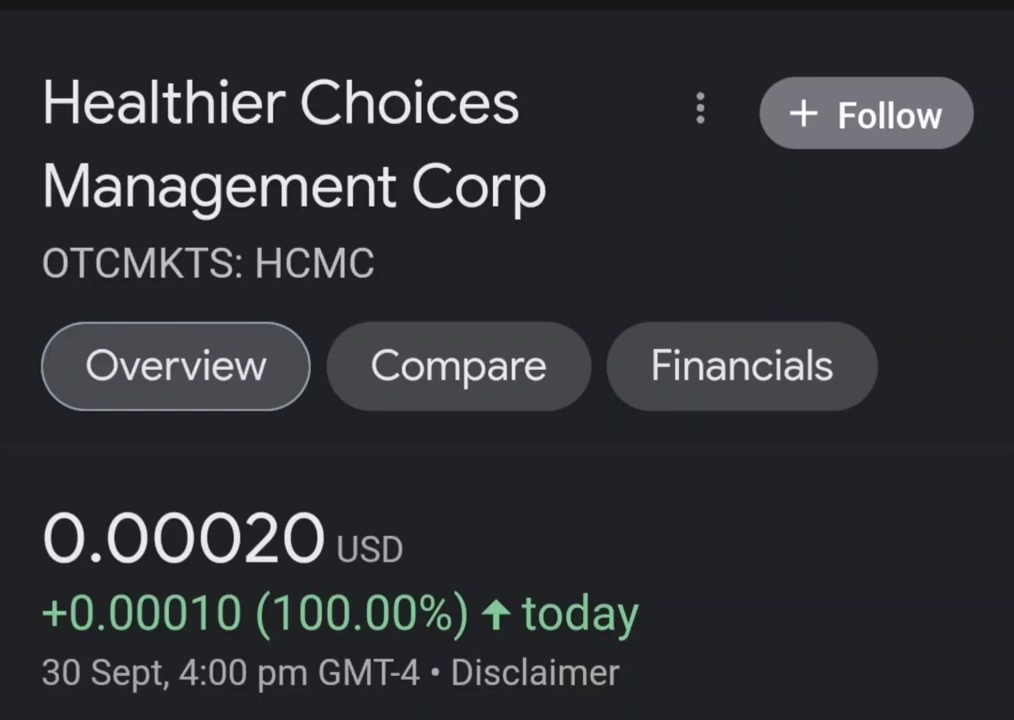 Healthier Choices
Management Corp
+ Follow
OTCMKTS: HCMC
Overview Compare Financials
0.00020 USD
+0.00010 (100.00%) ↑ today
30 Sept, 4:00 pm GMT-4 • Disclaimer